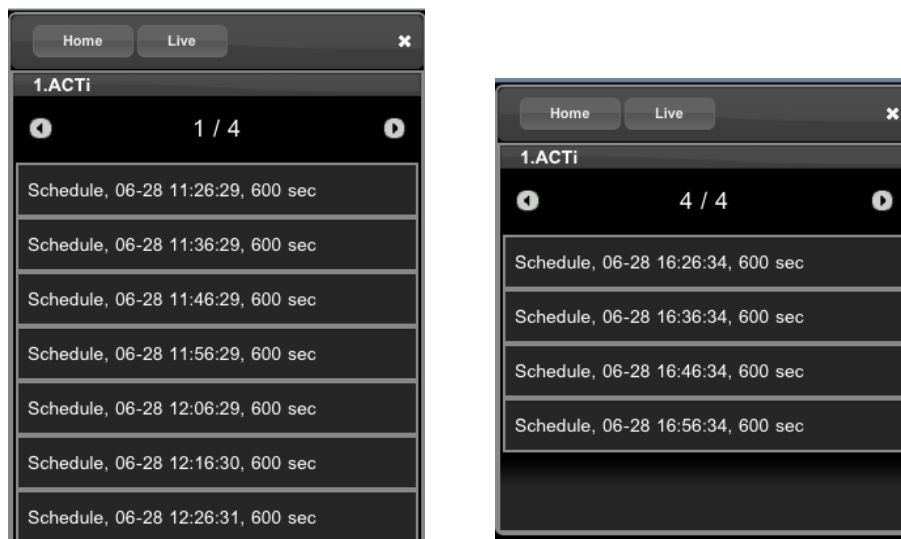 Home Live
1.ACTi
1 / 4
Schedule, 06-28 11:26:29, 600 sec
Schedule, 06-28 11:36:29, 600 sec
Schedule, 06-28 11:46:29, 600 sec
Schedule, 06-28 11:56:29, 600 sec
Schedule, 06-28 12:06:29, 600 sec
Schedule, 06-28 12:16:30, 600 sec
Schedule, 06-28 12:26:31, 600 sec
Home Live
1.ACTi
4 / 4
Schedule, 06-28 16:26:34, 600 sec
Schedule, 06-28 16:36:34, 600 sec
Schedule, 06-28 16:46:34, 600 sec
Schedule, 06-28 16:56:34, 600 sec